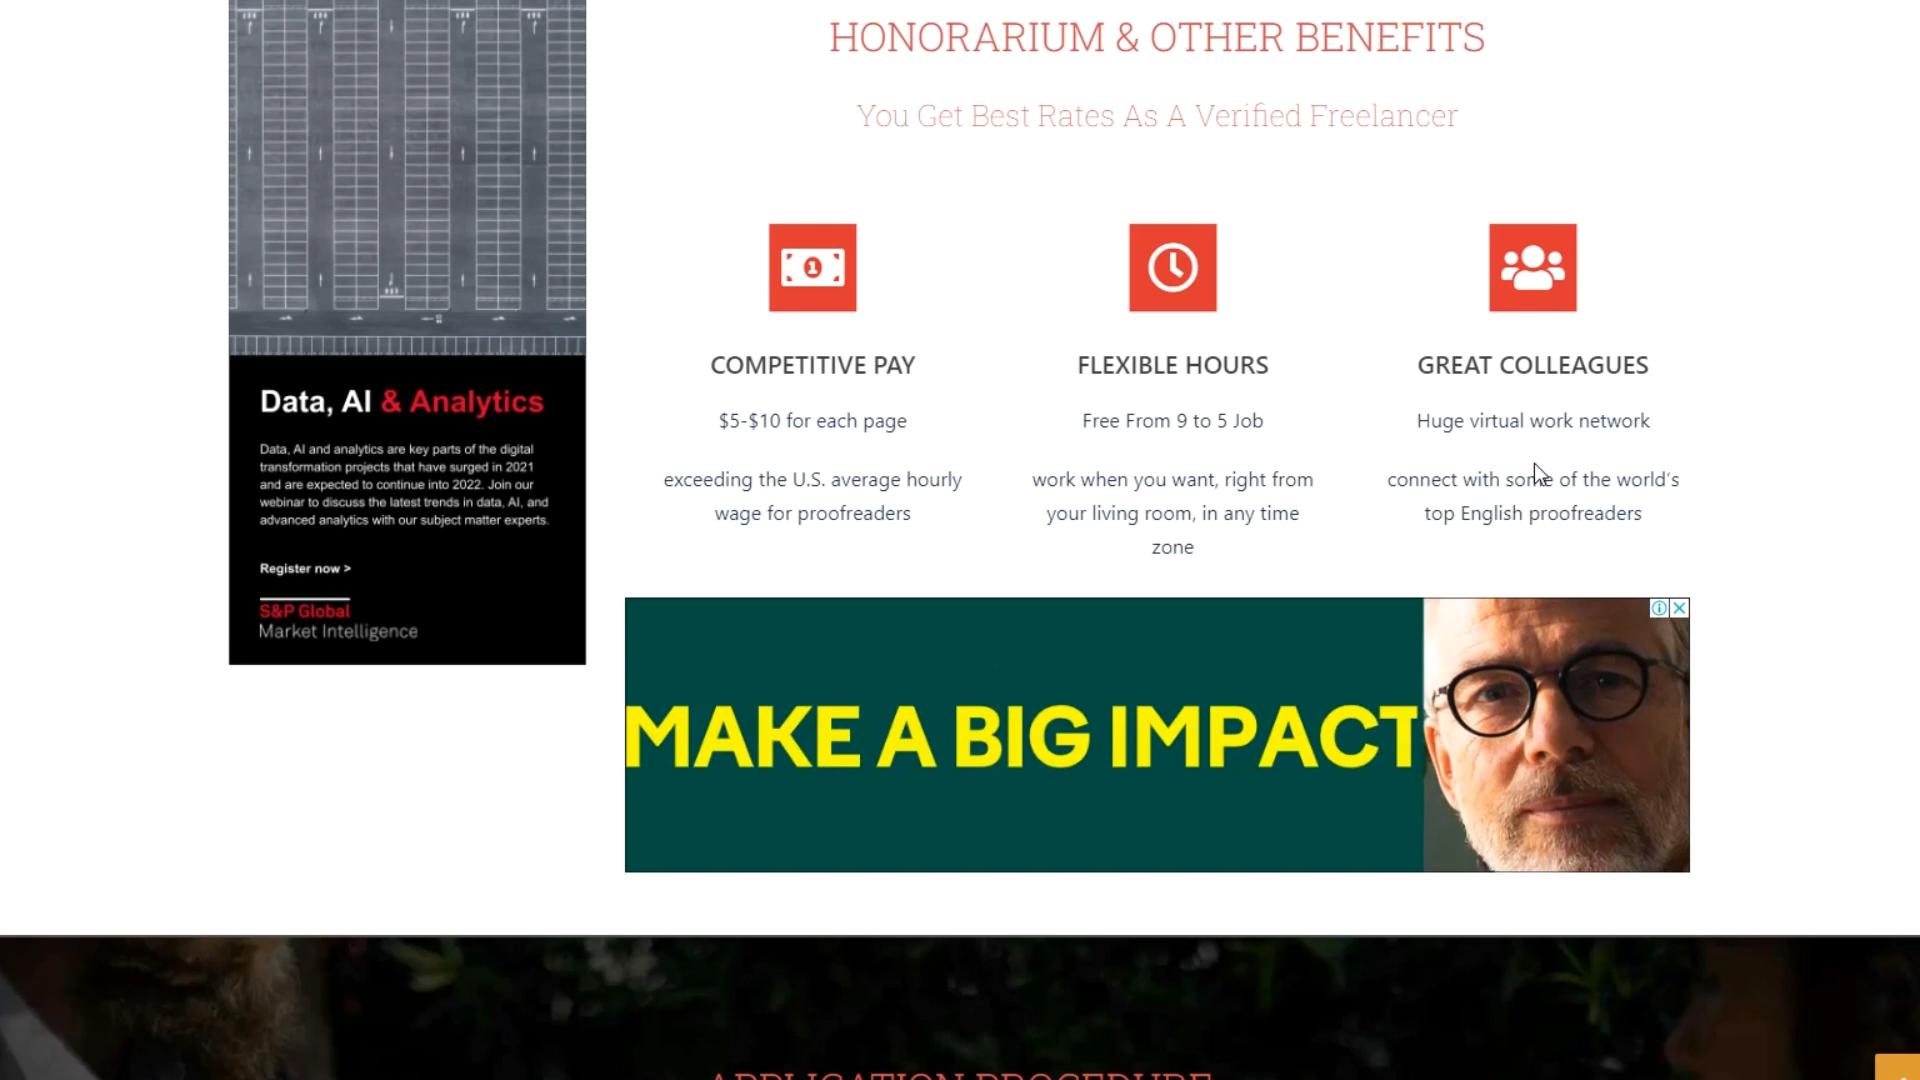 HONORARIUM & OTHER BENEFITS
You Get Best Rates As A Verified Freelancer
COMPETITIVE PAY
$5-$10 for each page
exceeding the U.S. average hourly
wage for proofreaders
FLEXIBLE HOURS
Free From 9 to 5 Job
work when you want, right from
your living room, in any time
zone
GREAT COLLEAGUES
Huge virtual work network
connect with some of the world's
top English proofreaders
Data, AI & Analytics
Data, AI and analytics are key parts of the digital
transformation projects that have surged in 2021
and are expected to continue into 2022. Join our
webinar to discuss the latest trends in data, AI, and
advanced analytics with our subject matter experts.
Register now >
S&P Global
Market Intelligence
MAKE A BIG IMPACT
APPLICATION PROCEDURE